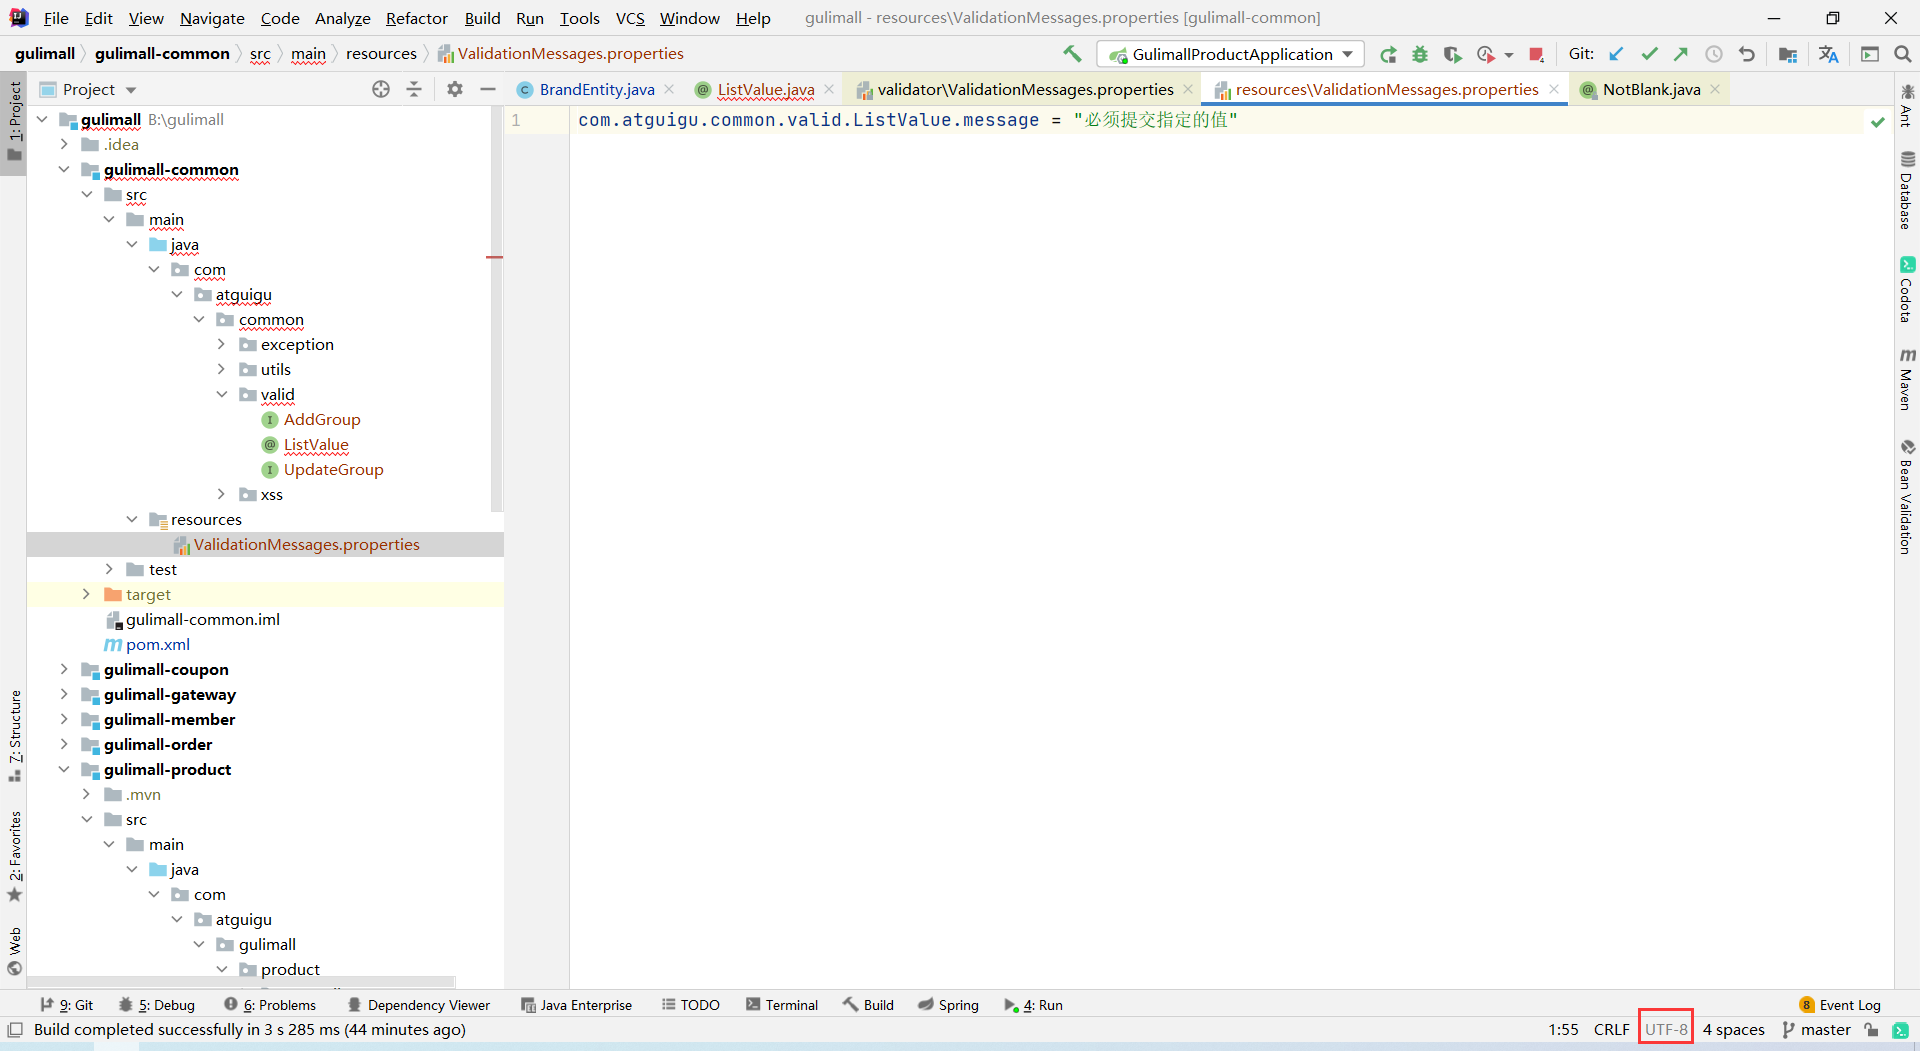 File Edit View Navigate Code Analyze Refactor Build Run Tools VCS Window Help gulimall - resources\ValidationMessages.properties [gulimall-common]
gulimall gulimall-common src main resources ValidationMessages.properties GulimallProductApplication Git:
1: Project
Project
BrandEntity.java ListValue.java validator\ValidationMessages.properties resources\ValidationMessages.properties NotBlank.java
1 com.atguigu.common.valid.ListValue.message = "必须提交指定的值"
gulimall B:\gulimall
.idea
gulimall-common
src
main
java
com
atguigu
common
exception
utils
valid
AddGroup
ListValue
UpdateGroup
xss
resources
ValidationMessages.properties
test
target
gulimall-common.iml
pom.xml
gulimall-coupon
gulimall-gateway
gulimall-member
gulimall-order
gulimall-product
.mvn
src
main
java
com
atguigu
gulimall
product
7: Structure
2: Favorites
Web
Ant
Database
Codota
Maven
Bean Validation
9: Git 5: Debug 6: Problems Dependency Viewer Java Enterprise TODO Terminal Build Spring 4: Run 8 Event Log
Build completed successfully in 3 s 285 ms (44 minutes ago) 1:55 CRLF UTF-8 4 spaces master